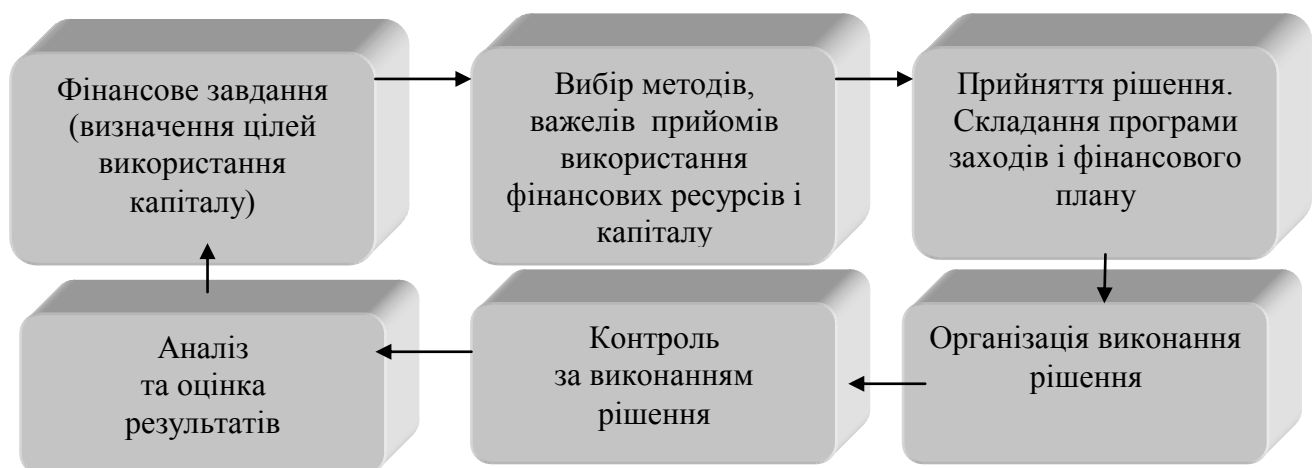 Фінансове завдання
(визначення цілей
використання
капіталу)
Вибір методів,
важелів прийомів
використання
фінансових ресурсів і
капіталу
Прийняття рішення.
Складання програми
заходів і фінансового
плану
Організація виконання
рішення
Контроль
за виконанням
рішення
Аналіз
та оцінка
результатів